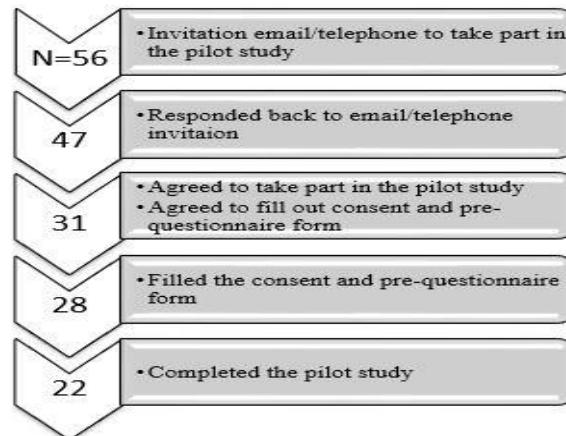 N=56
• Invitation email/telephone to take part in
the pilot study
47
• Responded back to email/telephone
invitaion
31
• Agreed to take part in the pilot study
• Agreed to fill out consent and pre-
questionnaire form
28
• Filled the consent and pre-questionnaire
form
22
• Completed the pilot study